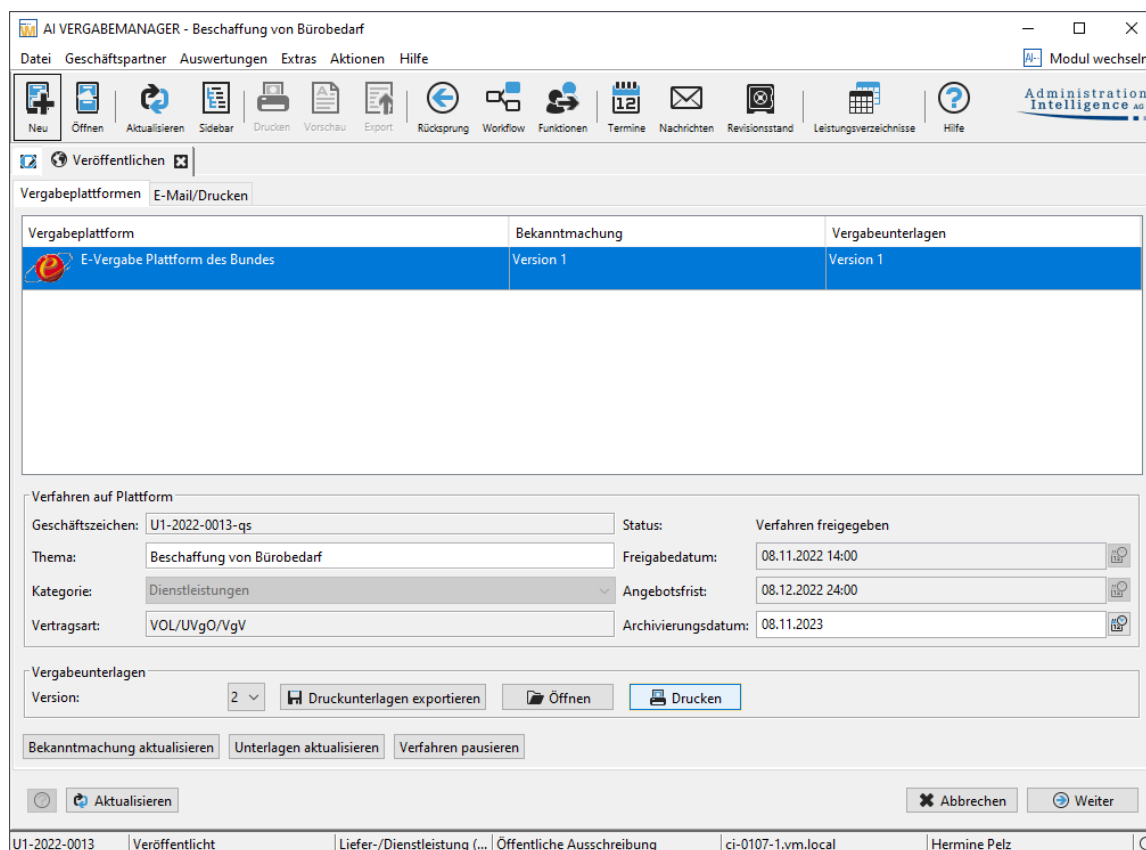 AI VERGABEMANAGER - Beschaffung von Bürobedarf
Datei Geschäftspartner Auswertungen Extras Aktionen Hilfe
AI- Modul wechseln
Neu Öffnen Aktualisieren Sidebar Drucken Vorschau Export Rücksprung Workflow Funktionen Termine Nachrichten Revisionsstand Leistungsverzeichnisse Hilfe
Administration
Intelligence AG
Veröffentlichen
Vergabeplattformen E-Mail/Drucken
Vergabeplattform Bekanntmachung Vergabeunterlagen
E-Vergabe Plattform des Bundes Version 1 Version 1
Verfahren auf Plattform
Geschäftszeichen: U1-2022-0013-qs Status: Verfahren freigegeben
Thema: Beschaffung von Bürobedarf Freigabedatum: 08.11.2022 14:00
Kategorie: Dienstleistungen Angebotsfrist: 08.12.2022 24:00
Vertragsart: VOL/UVgO/VgV Archivierungsdatum: 08.11.2023
Vergabeunterlagen
Version: 2 Druckunterlagen exportieren Öffnen Drucken
Bekanntmachung aktualisieren Unterlagen aktualisieren Verfahren pausieren
Aktualisieren Abbrechen Weiter
U1-2022-0013 Veröffentlicht Liefer-/Dienstleistung (... Öffentliche Ausschreibung ci-0107-1.vm.local Hermine Pelz